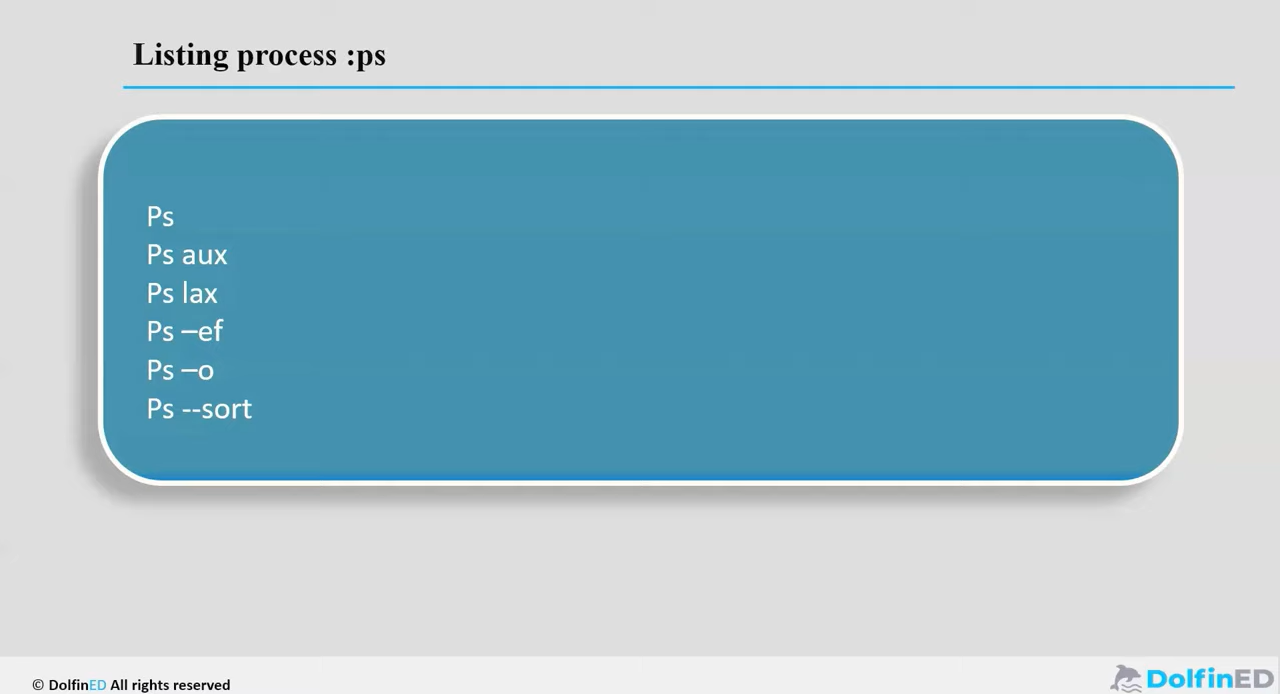 Listing process :ps
Ps
Ps aux
Ps lax
Ps –ef
Ps –o
Ps --sort
© DolfinED All rights reserved
DolfinED